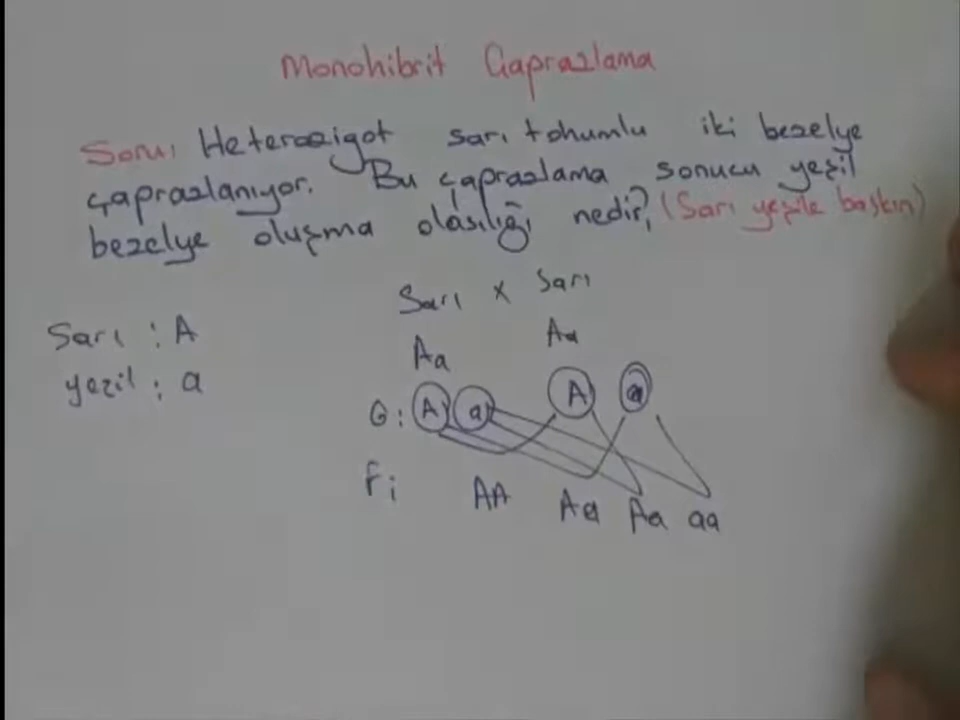 Monohibrit Çaprazlama
Soru: Heterozigot sarı tohumlu iki bezelye
çaprazlanıyor. Bu çaprazlama sonucu yeşil
bezelye oluşma olasılığı nedir? (Sarı yeşile baskın)
Sarı x Sarı
Sarı : A
Aa Aa
yeşil : a
G: A a A a
F1 AA Aa Aa aa